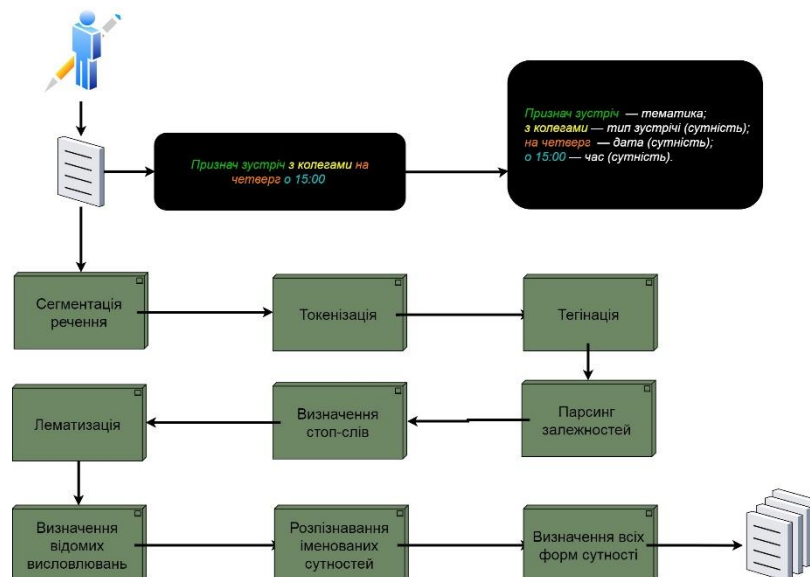 Признач зустріч з колегами на
четверг о 15:00
Признач зустріч — тематика;
з колегами — тип зустрічі (сутність);
на четверг — дата (сутність);
о 15:00 — час (сутність).
Сегментація
речення
Токенізація
Тегінація
Лематизація
Визначення
стоп-слів
Парсинг
залежностей
Визначення
відомих
висловлювань
Розпізнавання
іменованих
сутностей
Визначення всіх
форм сутності